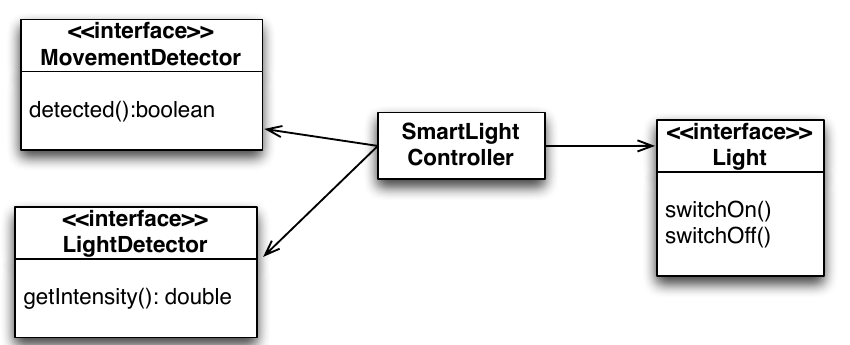 <<interface>>
MovementDetector
detected():boolean
SmartLight
Controller
<<interface>>
Light
switchOn()
switchOff()
<<interface>>
LightDetector
getIntensity(): double